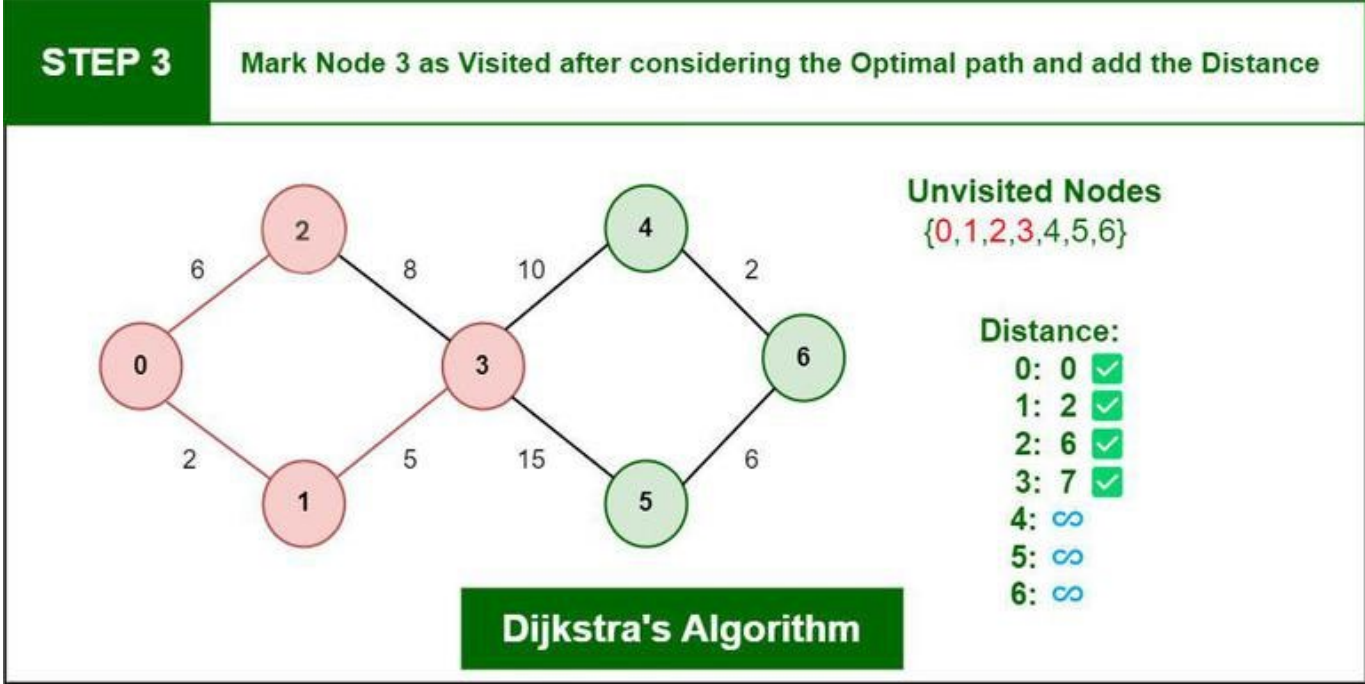 STEP 3
Mark Node 3 as Visited after considering the Optimal path and add the Distance
Unvisited Nodes
{0,1,2,3,4,5,6}
2
4
6
8
10
2
0
3
6
2
5
15
6
1
5
Distance:
0: 0 ✅
1: 2 ✅
2: 6 ✅
3: 7 ✅
4: ∞
5: ∞
6: ∞
Dijkstra's Algorithm